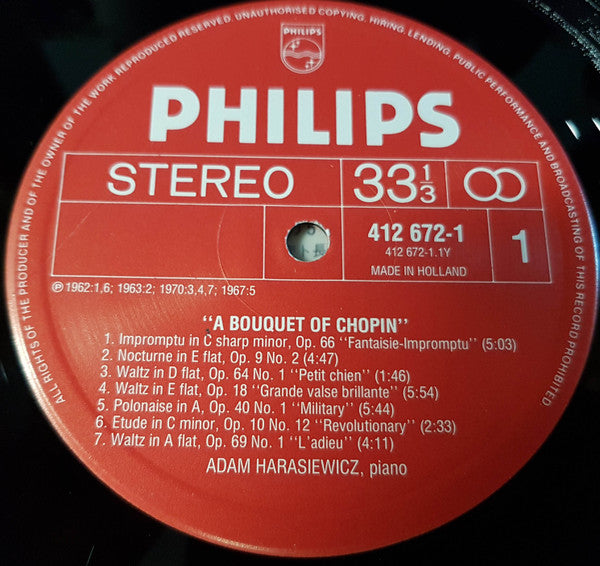 ALL RIGHTS OF THE PRODUCER AND OF THE OWNER OF THE WORK REPRODUCED RESERVED. UNAUTHORISED COPYING, HIRING, LENDING, PUBLIC PERFORMANCE AND BROADCASTING OF THIS RECORD PROHIBITED
PHILIPS
PHILIPS
STEREO
33 1/3
412 672-1
412 672-1.1Y
MADE IN HOLLAND
1
℗ 1962:1,6; 1963:2; 1970:3,4,7; 1967:5
"A BOUQUET OF CHOPIN"
1. Impromptu in C sharp minor, Op. 66 "Fantaisie-Impromptu" (5:03)
2. Nocturne in E flat, Op. 9 No. 2 (4:47)
3. Waltz in D flat, Op. 64 No. 1 "Petit chien" (1:46)
4. Waltz in E flat, Op. 18 "Grande valse brillante" (5:54)
5. Polonaise in A, Op. 40 No. 1 "Military" (5:44)
6. Etude in C minor, Op. 10 No. 12 "Revolutionary" (2:33)
7. Waltz in A flat, Op. 69 No. 1 "L'adieu" (4:11)
ADAM HARASIEWICZ, piano